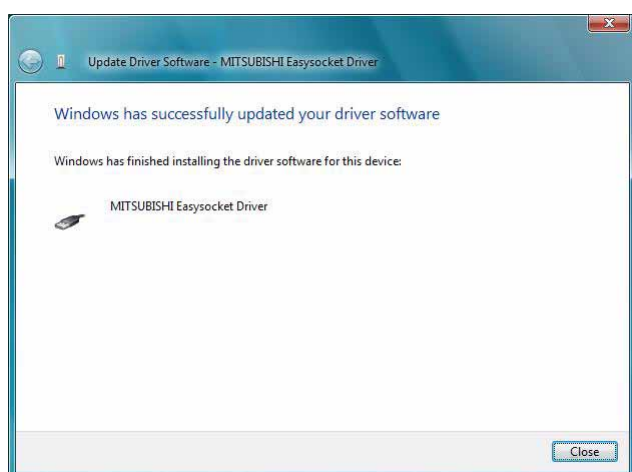 Update Driver Software - MITSUBISHI Easysocket Driver
Windows has successfully updated your driver software
Windows has finished installing the driver software for this device:
MITSUBISHI Easysocket Driver
Close